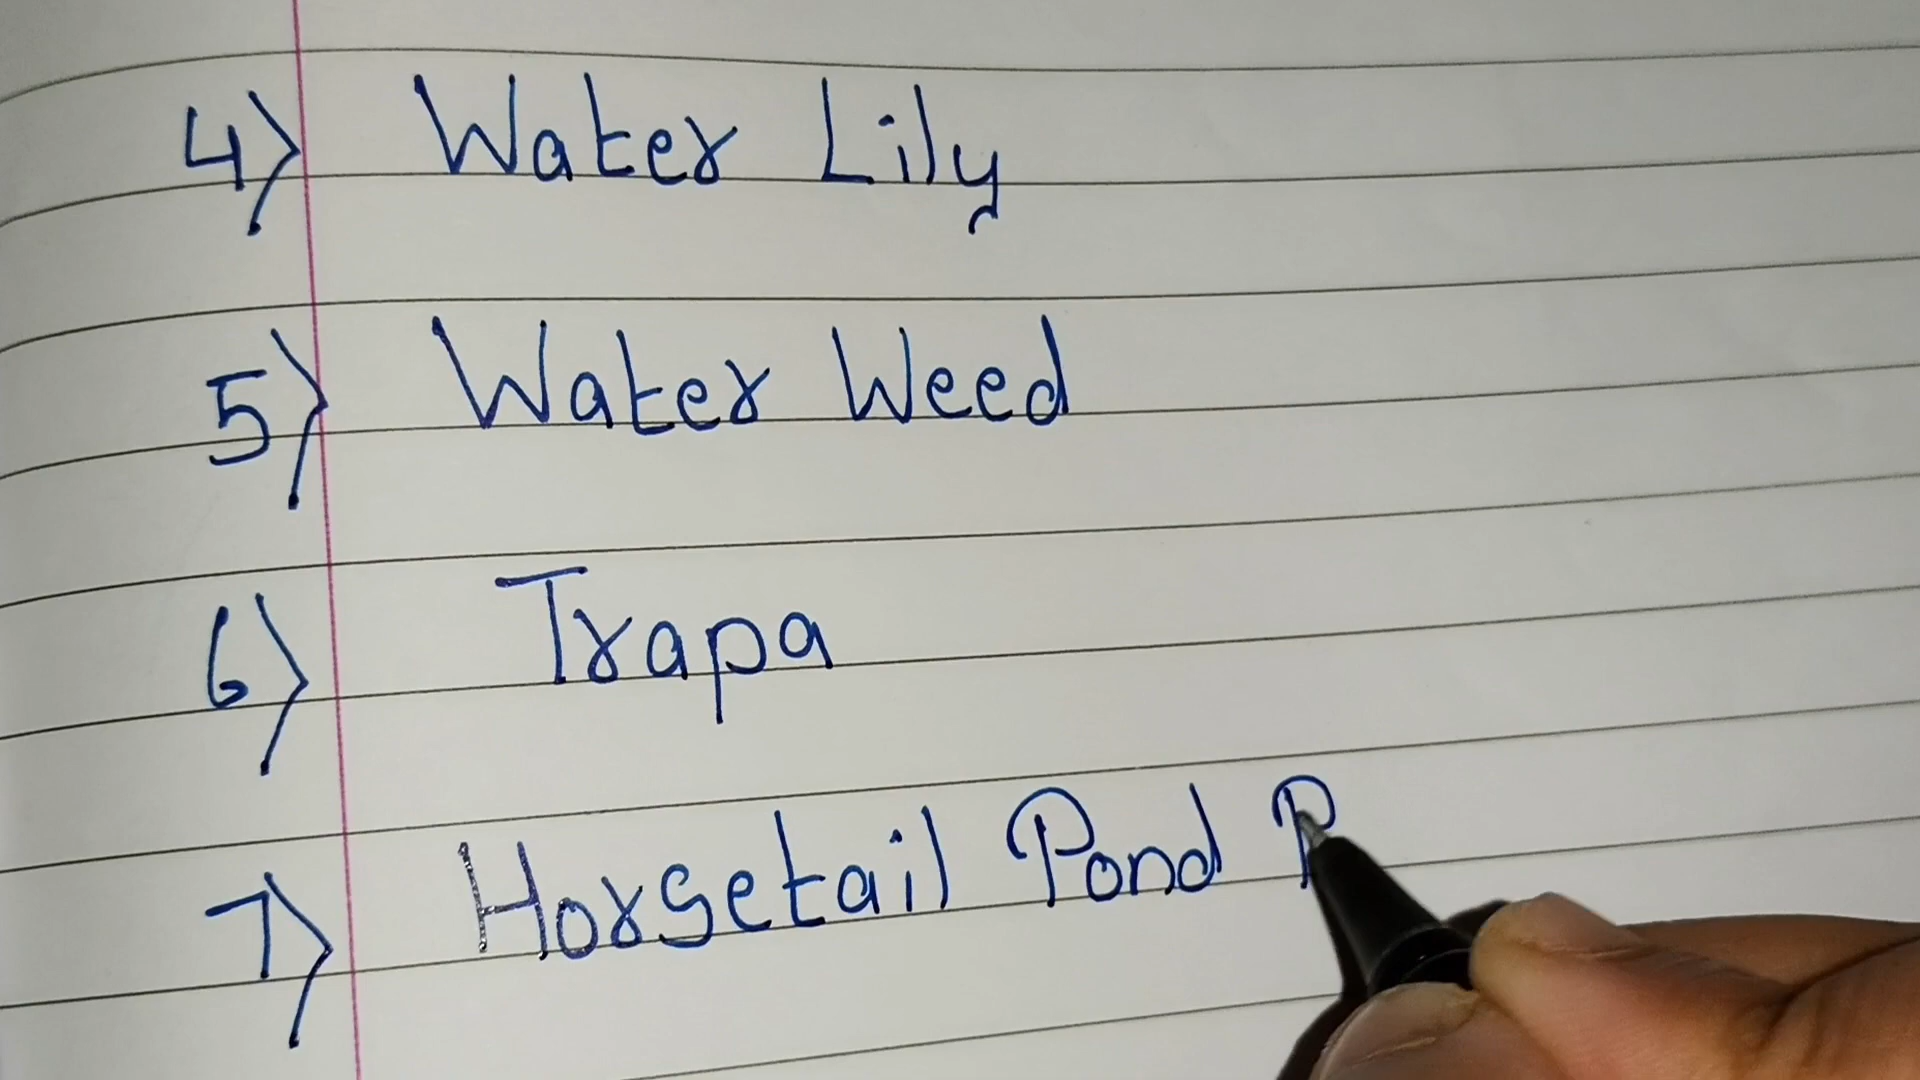 4) Water Lily
5) Water Weed
6) Trapa
7) Horsetail Pond P